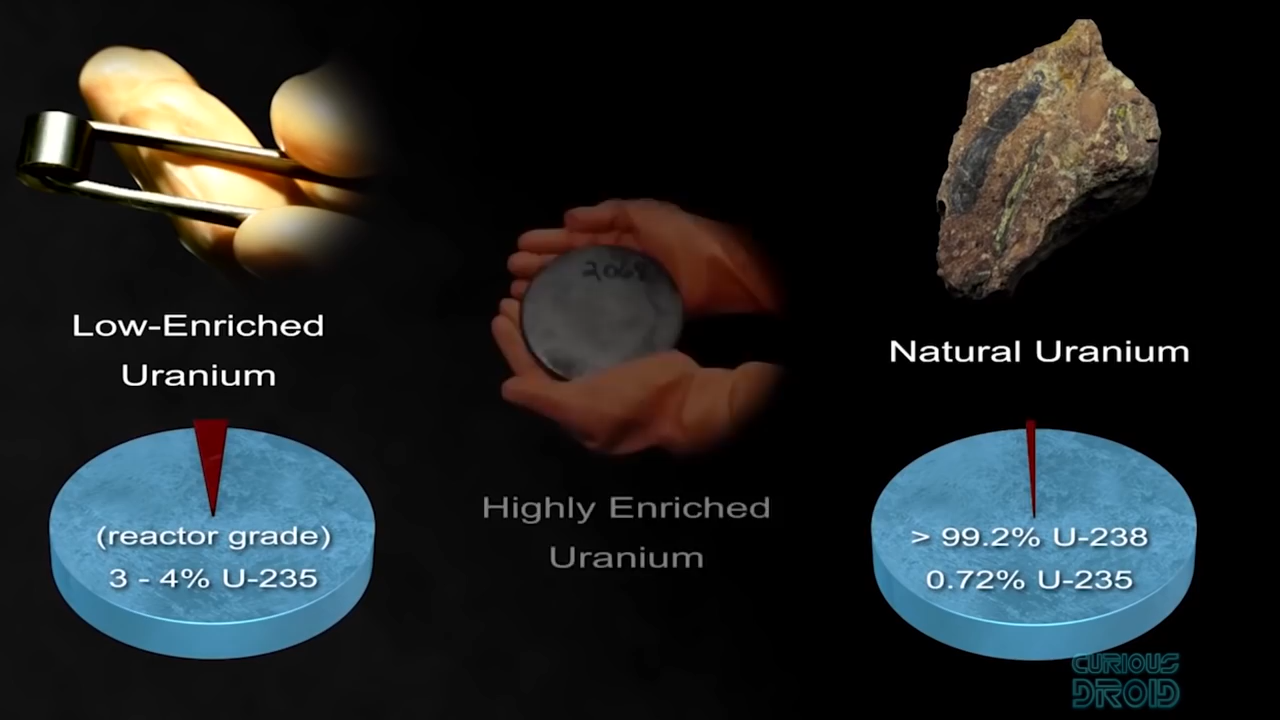 Low-Enriched
Uranium
(reactor grade)
3 - 4% U-235
2068
Highly Enriched
Uranium
Natural Uranium
> 99.2% U-238
0.72% U-235
CURIOUS
DROID